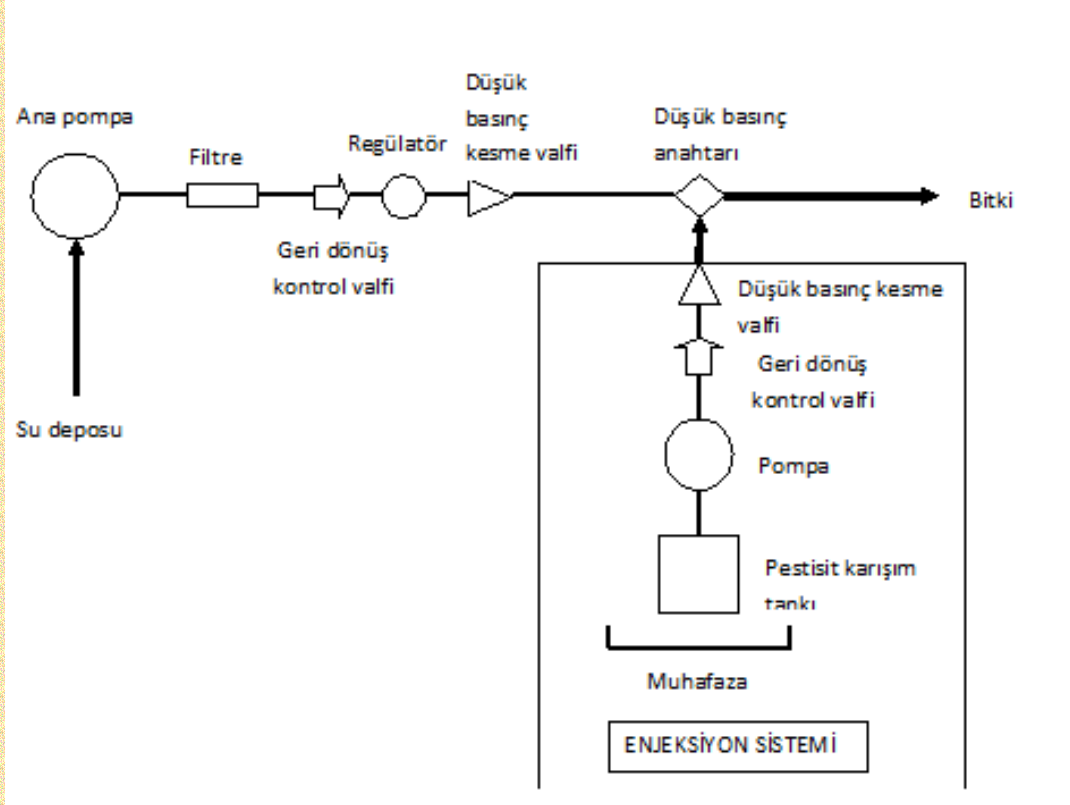 Düşük
basınç
kesme valfi
Ana pompa
Düşük basınç
anahtarı
Regülatör
Filtre
Bitki
Geri dönüş
kontrol valfi
Düşük basınç kesme
valfi
Geri dönüş
kontrol valfi
Su deposu
Pompa
Pestisit karışım
tankı
Muhafaza
ENJEKSİYON SİSTEMİ